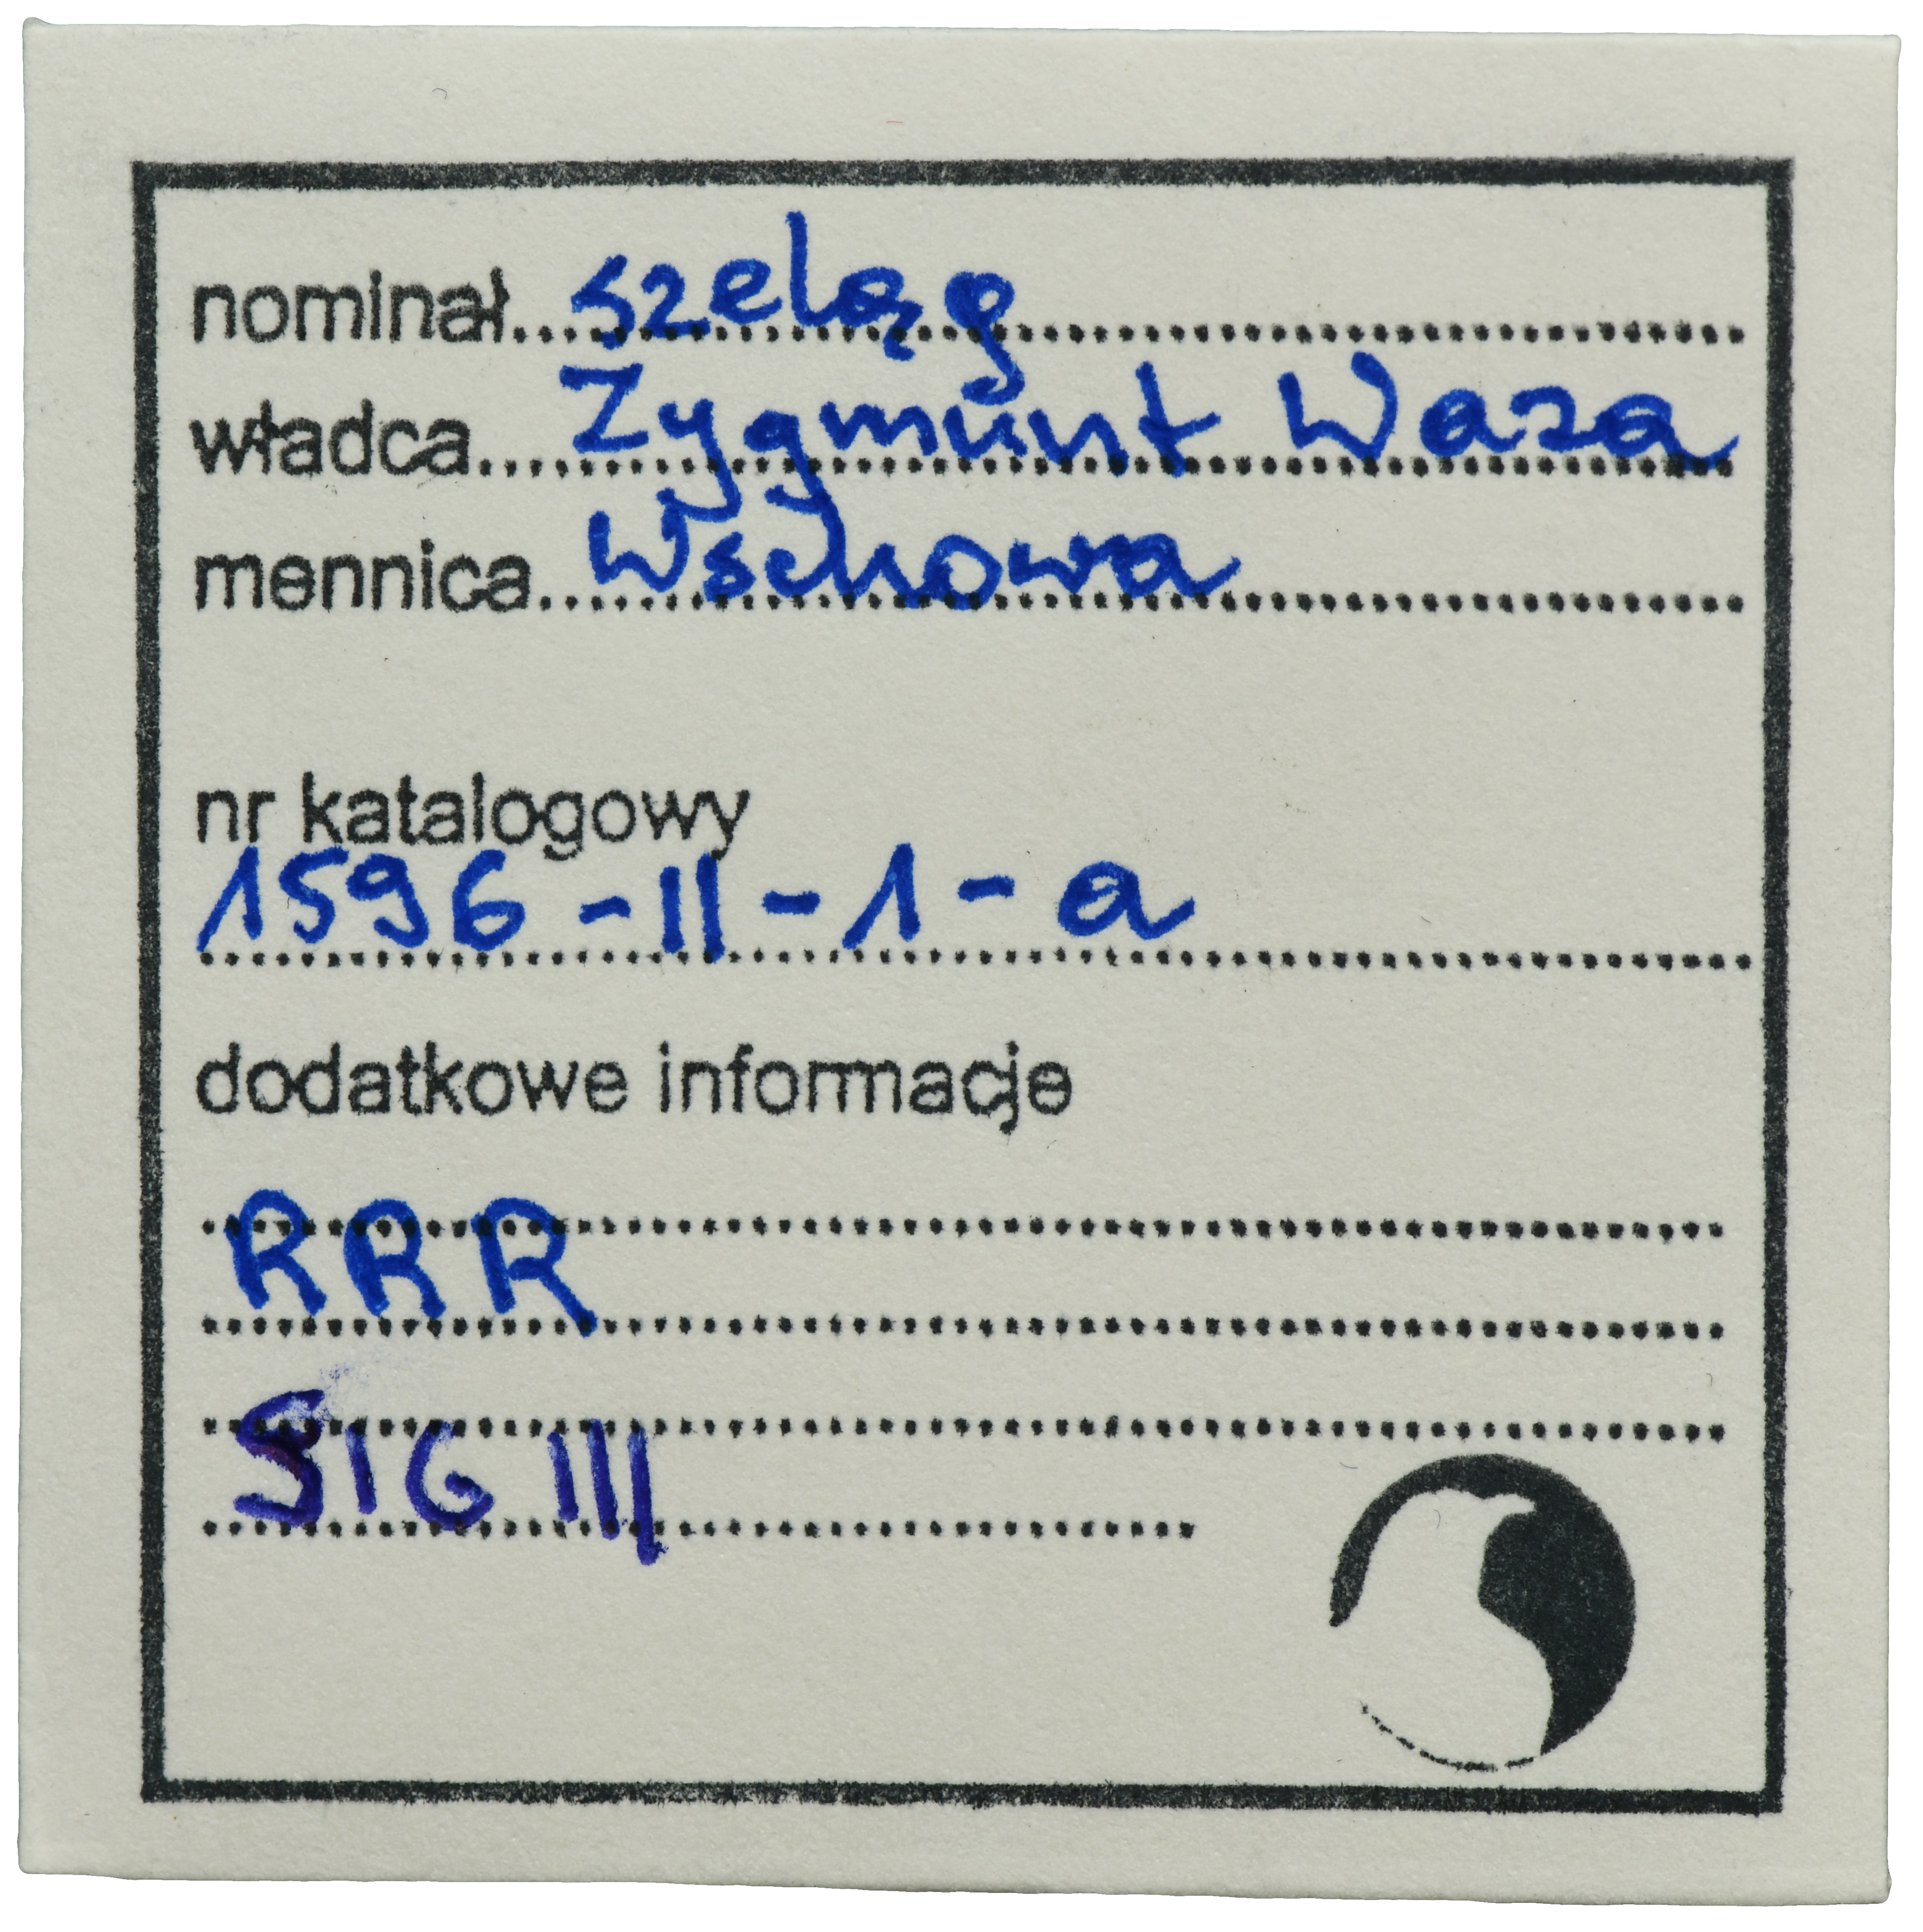 nominał...szeląg
władca...Zygmunt Waza
mennica...Wschowa
nr katalogowy
1596-II-1-a
dodatkowe informacje
RRR
SIG III